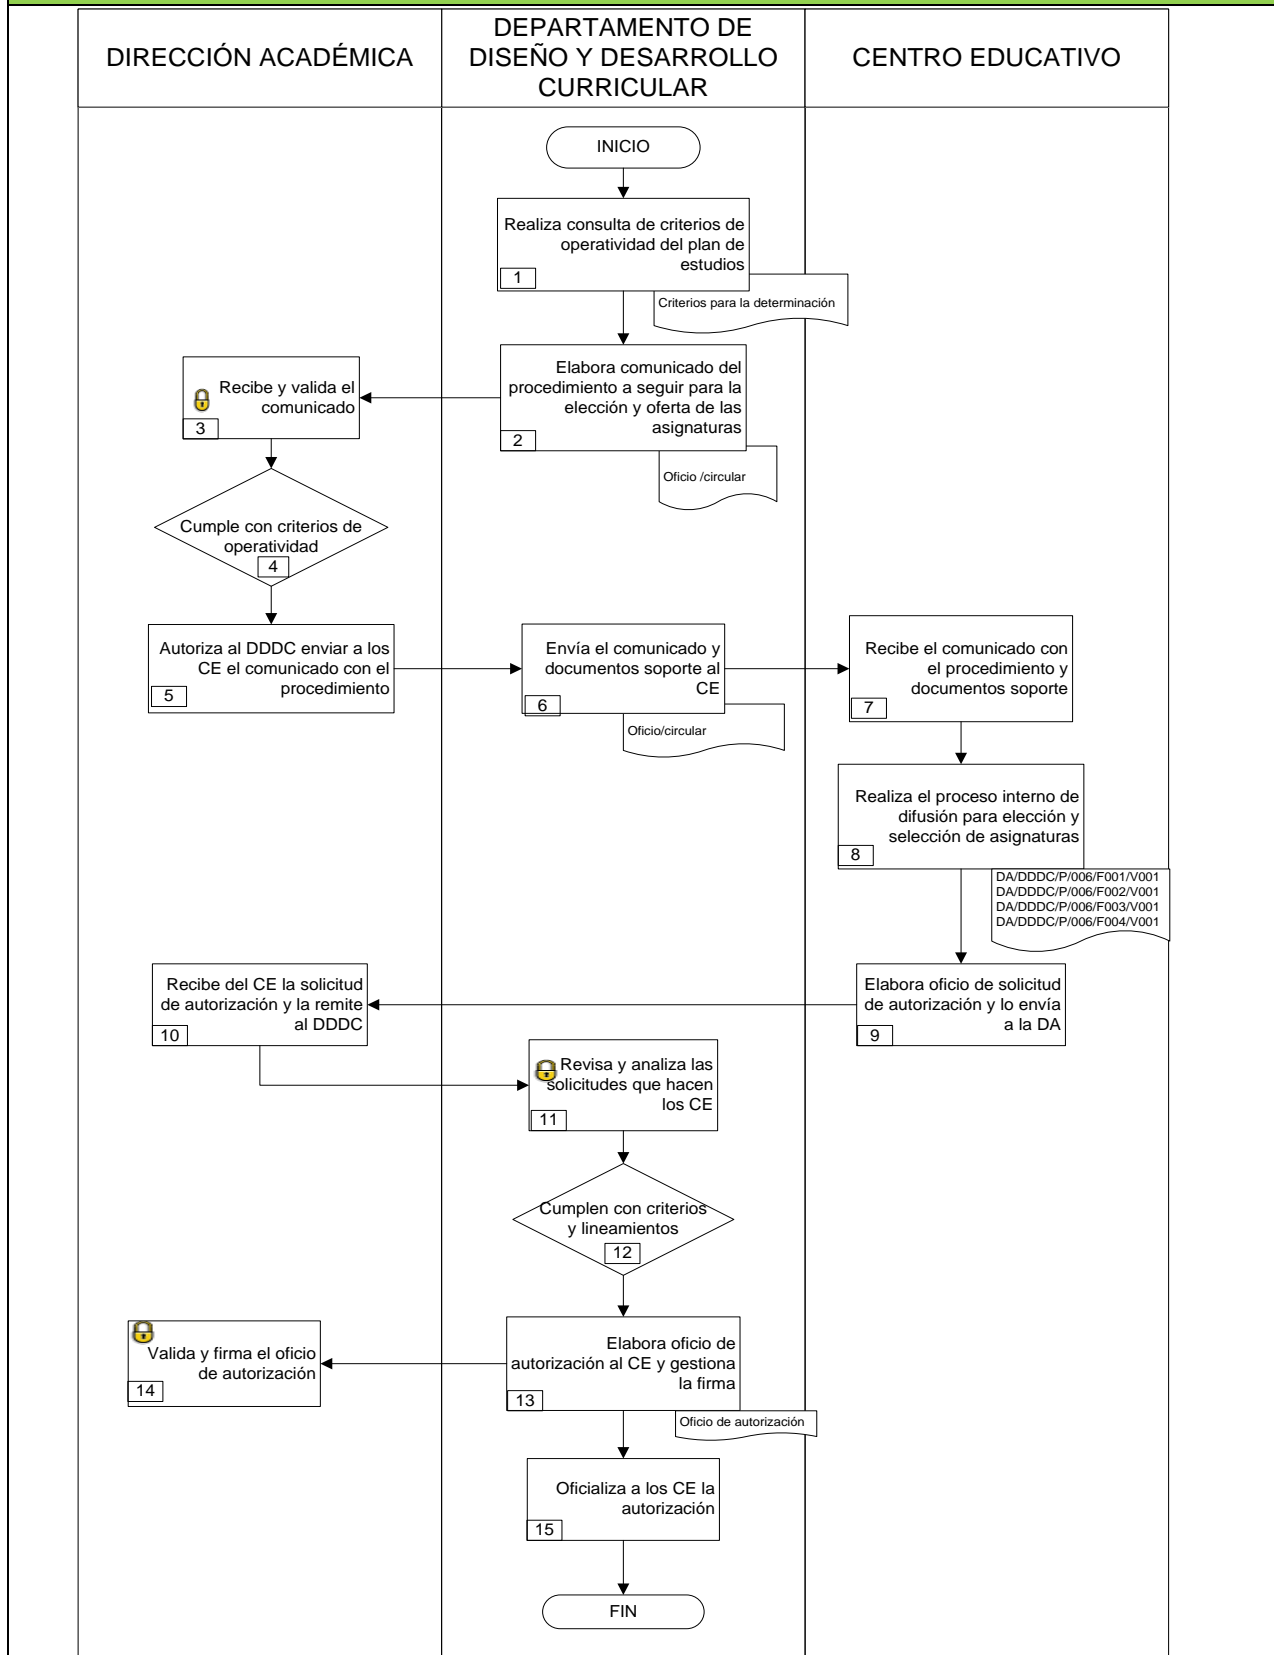 DIRECCIÓN ACADÉMICA
DEPARTAMENTO DE
DISEÑO Y DESARROLLO
CURRICULAR
CENTRO EDUCATIVO
INICIO
Realiza consulta de criterios de
operatividad del plan de
estudios
1
Criterios para la determinación
Elabora comunicado del
procedimiento a seguir para la
elección y oferta de las
asignaturas
2
Oficio /circular
Recibe y valida el
comunicado
3
Cumple con criterios de
operatividad
4
Autoriza al DDDC enviar a los
CE el comunicado con el
procedimiento
5
Envía el comunicado y
documentos soporte al
CE
6
Oficio/circular
Recibe el comunicado con
el procedimiento y
documentos soporte
7
Realiza el proceso interno de
difusión para elección y
selección de asignaturas
8
DA/DDDC/P/006/F001/V001
DA/DDDC/P/006/F002/V001
DA/DDDC/P/006/F003/V001
DA/DDDC/P/006/F004/V001
Elabora oficio de solicitud
de autorización y lo envía
a la DA
9
Recibe del CE la solicitud
de autorización y la remite
al DDDC
10
Revisa y analiza las
solicitudes que hacen
los CE
11
Cumplen con criterios
y lineamientos
12
Elabora oficio de
autorización al CE y gestiona
la firma
13
Oficio de autorización
Valida y firma el oficio
de autorización
14
Oficializa a los CE la
autorización
15
FIN